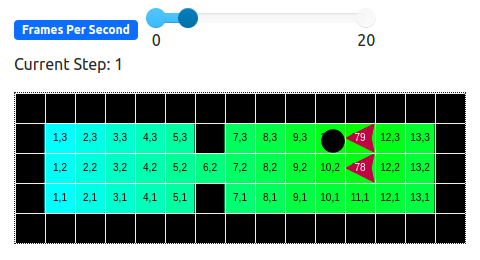 Frames Per Second
0 20
Current Step: 1
1,3 2,3 3,3 4,3 5,3 7,3 8,3 9,3 79 12,3 13,3
1,2 2,2 3,2 4,2 5,2 6,2 7,2 8,2 9,2 10,2 78 12,2 13,2
1,1 2,1 3,1 4,1 5,1 7,1 8,1 9,1 10,1 11,1 12,1 13,1